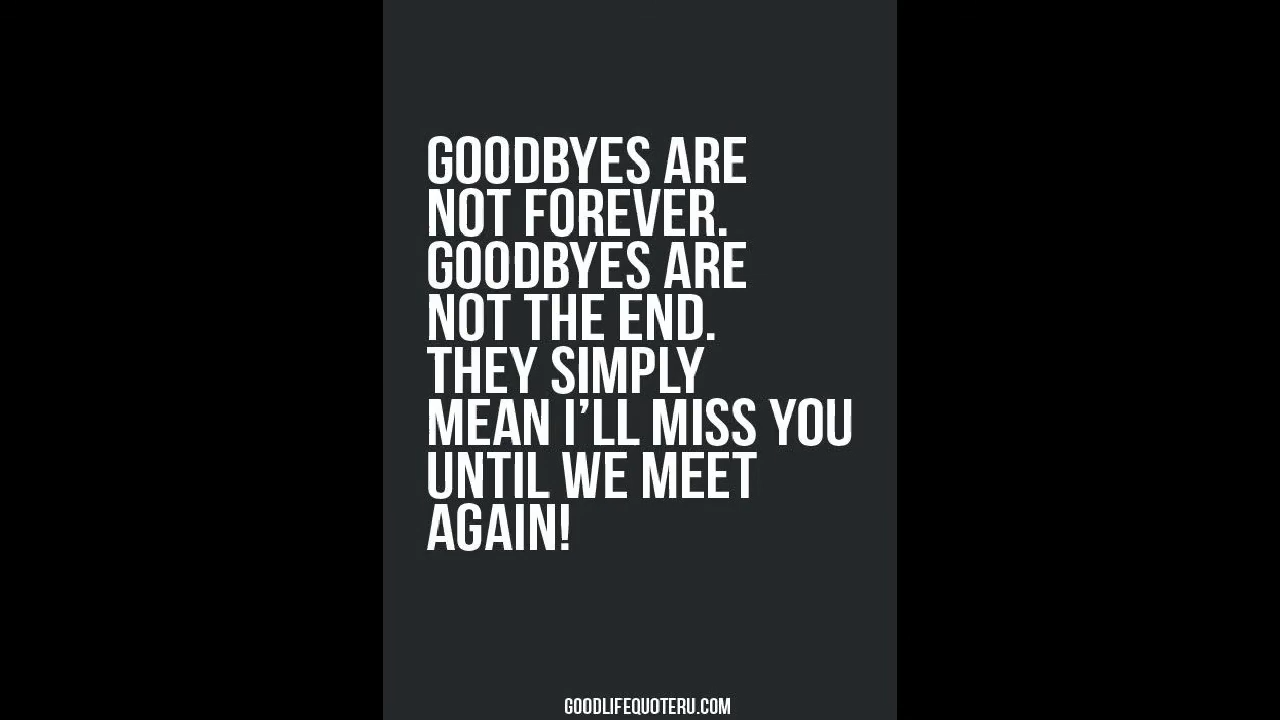 GOODBYES ARE
NOT FOREVER.
GOODBYES ARE
NOT THE END.
THEY SIMPLY
MEAN I’LL MISS YOU
UNTIL WE MEET
AGAIN!
GOODLIFEQUOTERU.COM